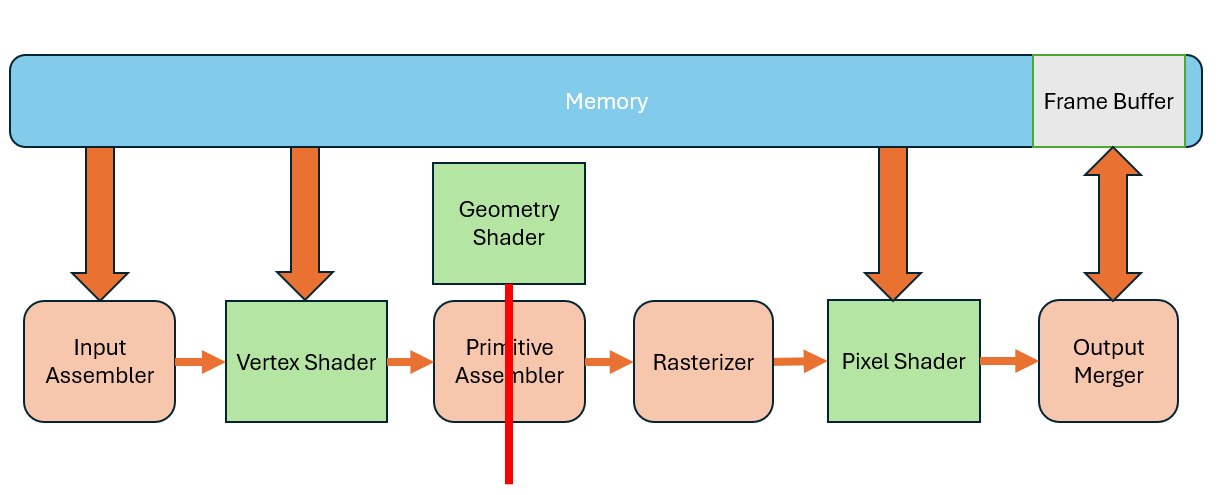 Memory
Frame Buffer
Geometry
Shader
Input
Assembler
Vertex Shader
Primitive
Assembler
Rasterizer
Pixel Shader
Output
Merger